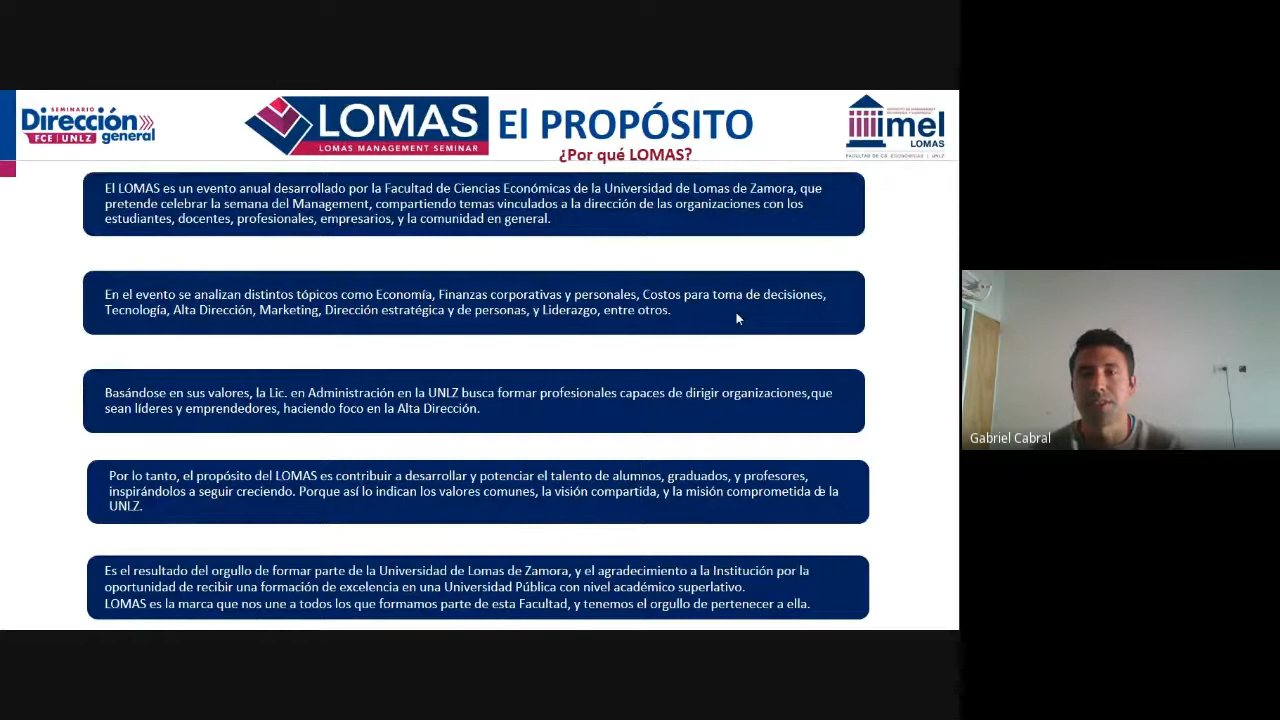 SEMINARIO
Dirección
FCE | UNLZ general
LOMAS
LOMAS MANAGEMENT SEMINAR
El PROPÓSITO
¿Por qué LOMAS?
imel
LOMAS
FACULTAD DE CS. ECONÓMICAS | UNLZ
El LOMAS es un evento anual desarrollado por la Facultad de Ciencias Económicas de la Universidad de Lomas de Zamora, que
pretende celebrar la semana del Management, compartiendo temas vinculados a la dirección de las organizaciones con los
estudiantes, docentes, profesionales, empresarios, y la comunidad en general.
En el evento se analizan distintos tópicos como Economía, Finanzas corporativas y personales, Costos para toma de decisiones,
Tecnología, Alta Dirección, Marketing, Dirección estratégica y de personas, y Liderazgo, entre otros.
Basándose en sus valores, la Lic. en Administración en la UNLZ busca formar profesionales capaces de dirigir organizaciones,que
sean líderes y emprendedores, haciendo foco en la Alta Dirección.
Por lo tanto, el propósito del LOMAS es contribuir a desarrollar y potenciar el talento de alumnos, graduados, y profesores,
inspirándolos a seguir creciendo. Porque así lo indican los valores comunes, la visión compartida, y la misión comprometida de la
UNLZ.
Es el resultado del orgullo de formar parte de la Universidad de Lomas de Zamora, y el agradecimiento a la Institución por la
oportunidad de recibir una formación de excelencia en una Universidad Pública con nivel académico superlativo.
LOMAS es la marca que nos une a todos los que formamos parte de esta Facultad, y tenemos el orgullo de pertenecer a ella.
Gabriel Cabral